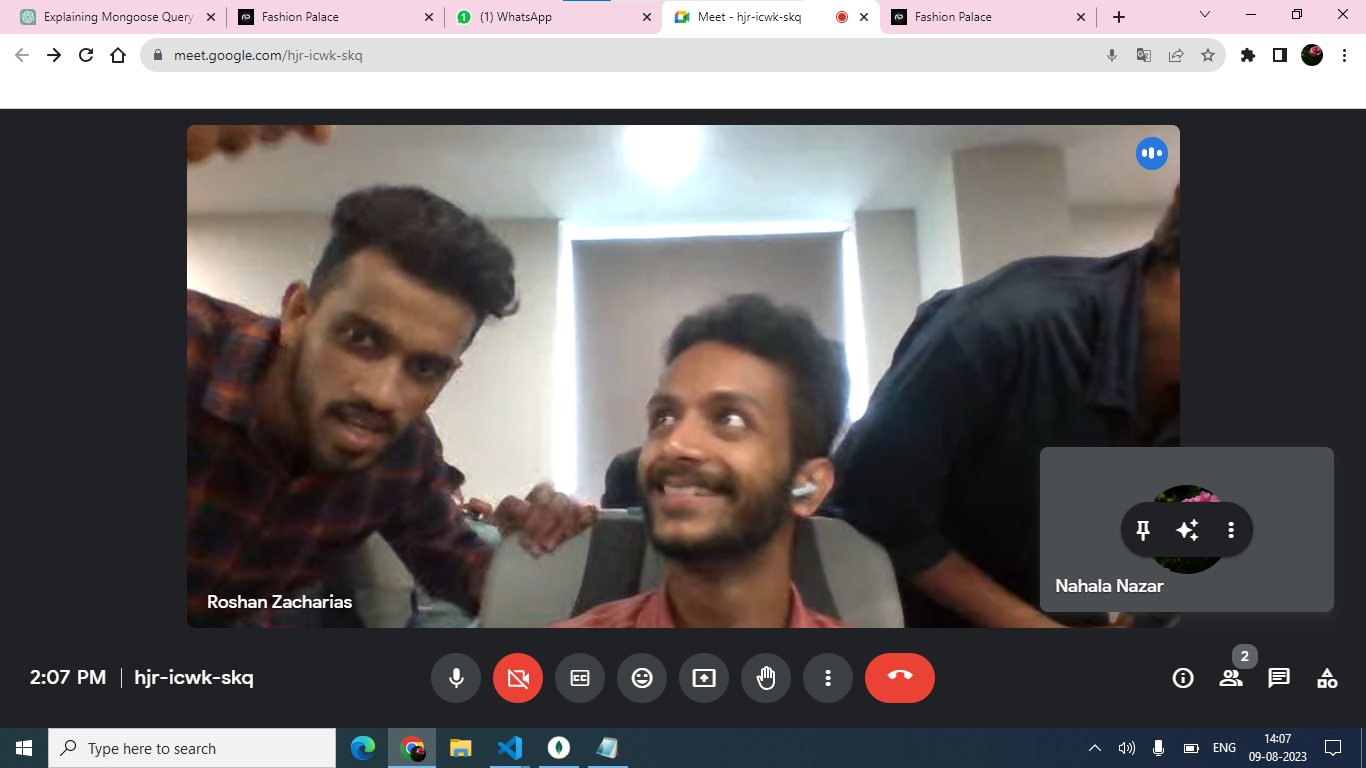 Explaining Mongoose Query
Fashion Palace
(1) WhatsApp
Meet - hjr-icwk-skq
Fashion Palace
meet.google.com/hjr-icwk-skq
Roshan Zacharias
Nahala Nazar
2:07 PM
hjr-icwk-skq
CC
2
Type here to search
ENG
14:07
09-08-2023